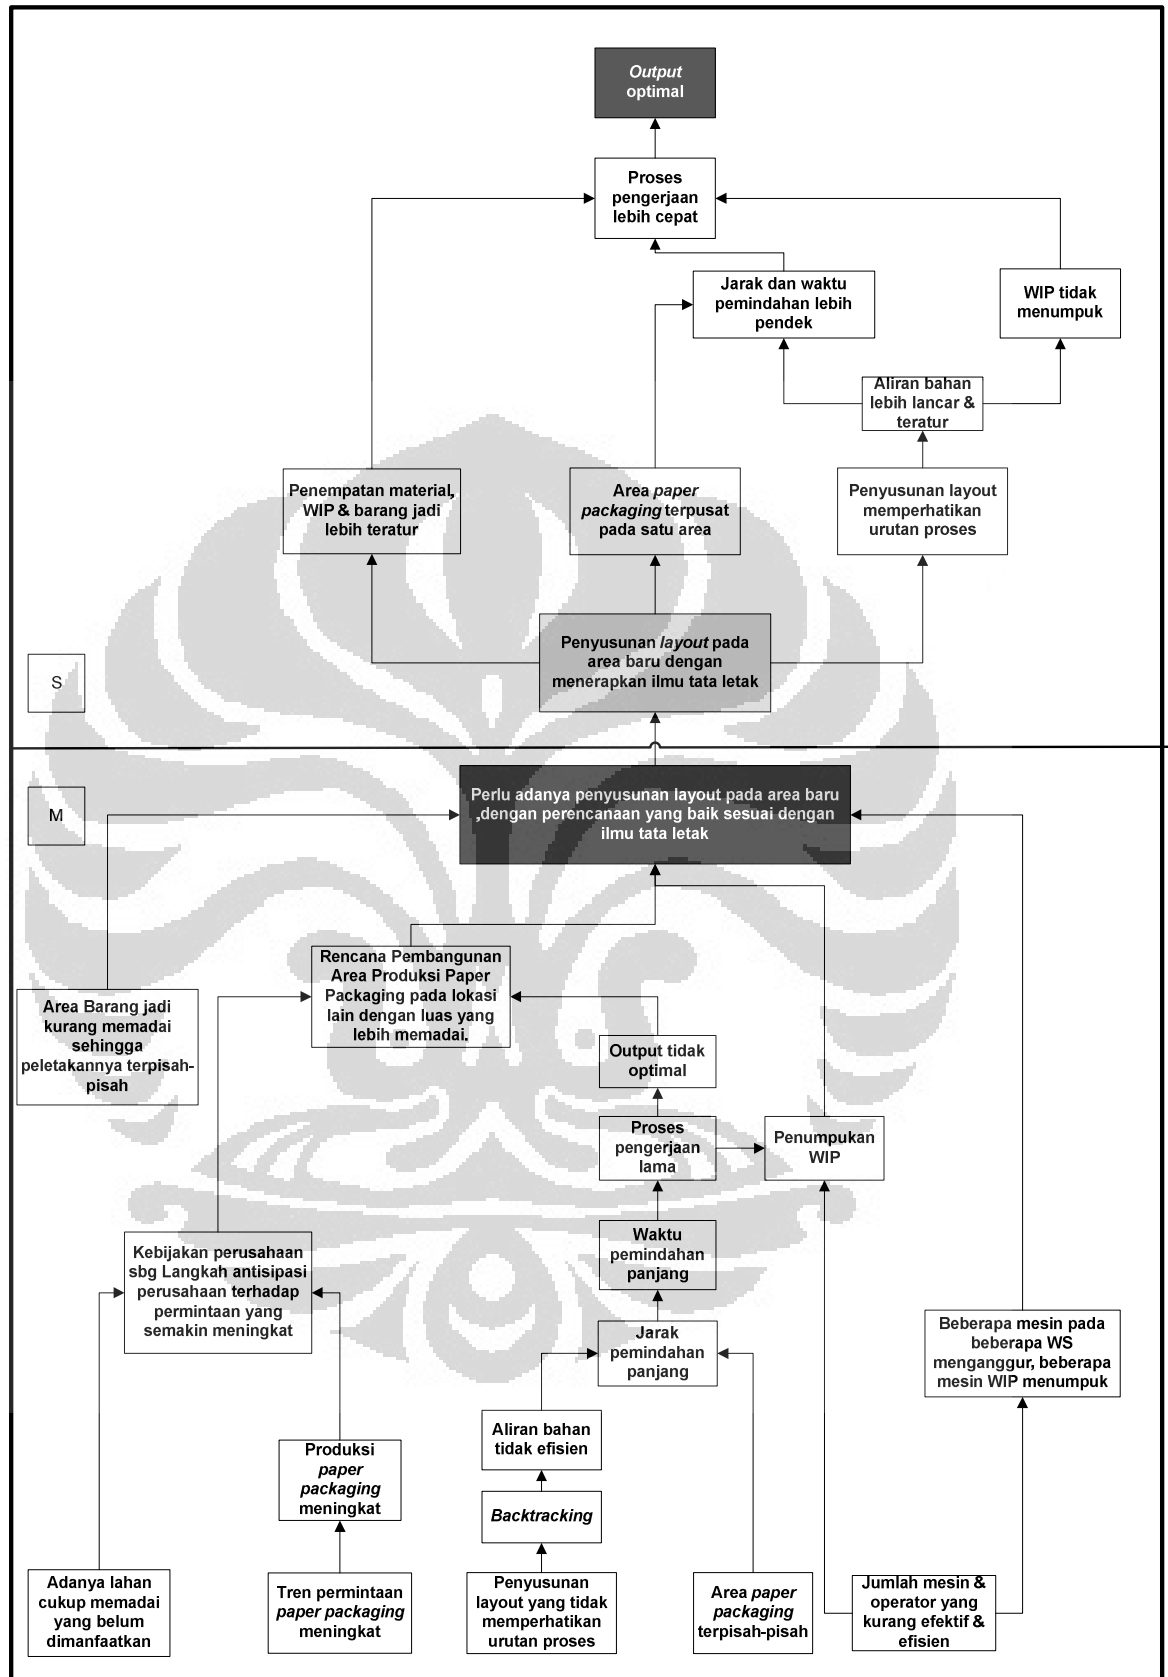 Output
optimal
Proses
pengerjaan
lebih cepat
Jarak dan waktu
pemindahan lebih
pendek
WIP tidak
menumpuk
Aliran bahan
lebih lancar &
teratur
Penempatan material,
WIP & barang jadi
lebih teratur
Area paper
packaging terpusat
pada satu area
Penyusunan layout
memperhatikan
urutan proses
Penyusunan layout pada
area baru dengan
menerapkan ilmu tata letak
S
M
Perlu adanya penyusunan layout pada area baru
,dengan perencanaan yang baik sesuai dengan
ilmu tata letak
Rencana Pembangunan
Area Produksi Paper
Packaging pada lokasi
lain dengan luas yang
lebih memadai.
Area Barang jadi
kurang memadai
sehingga
peletakannya terpisah-
pisah
Output tidak
optimal
Proses
pengerjaan
lama
Penumpukan
WIP
Waktu
pemindahan
panjang
Kebijakan perusahaan
sbg Langkah antisipasi
perusahaan terhadap
permintaan yang
semakin meningkat
Jarak
pemindahan
panjang
Beberapa mesin pada
beberapa WS
menganggur, beberapa
mesin WIP menumpuk
Aliran bahan
tidak efisien
Produksi
paper
packaging
meningkat
Backtracking
Adanya lahan
cukup memadai
yang belum
dimanfaatkan
Tren permintaan
paper packaging
meningkat
Penyusunan
layout yang tidak
memperhatikan
urutan proses
Area paper
packaging
terpisah-pisah
Jumlah mesin &
operator yang
kurang efektif &
efisien